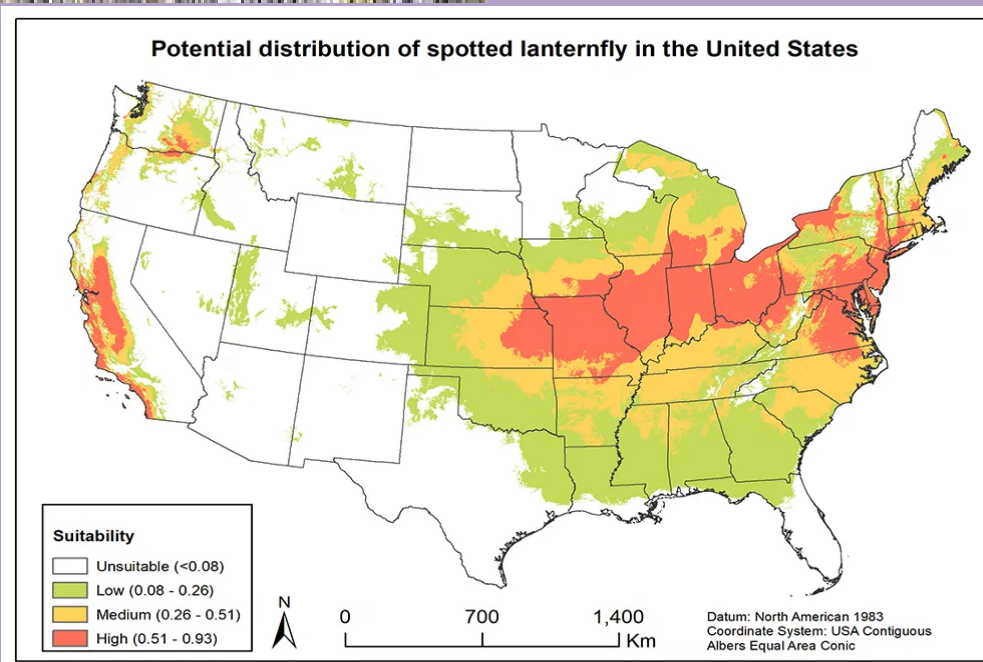 Potential distribution of spotted lanternfly in the United States
Suitability
Unsuitable (<0.08)
Low (0.08 - 0.26)
Medium (0.26 - 0.51)
High (0.51 - 0.93)
N
0 700 1,400
Km
Datum: North American 1983
Coordinate System: USA Contiguous
Albers Equal Area Conic